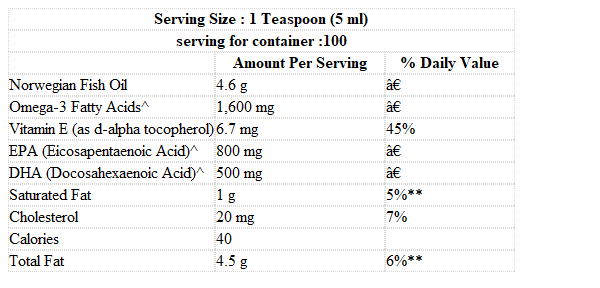 Serving Size : 1 Teaspoon (5 ml)
serving for container :100
Amount Per Serving % Daily Value
Norwegian Fish Oil 4.6 g â€
Omega-3 Fatty Acids^ 1,600 mg â€
Vitamin E (as d-alpha tocopherol) 6.7 mg 45%
EPA (Eicosapentaenoic Acid)^ 800 mg â€
DHA (Docosahexaenoic Acid)^ 500 mg â€
Saturated Fat 1 g 5%**
Cholesterol 20 mg 7%
Calories 40
Total Fat 4.5 g 6%**